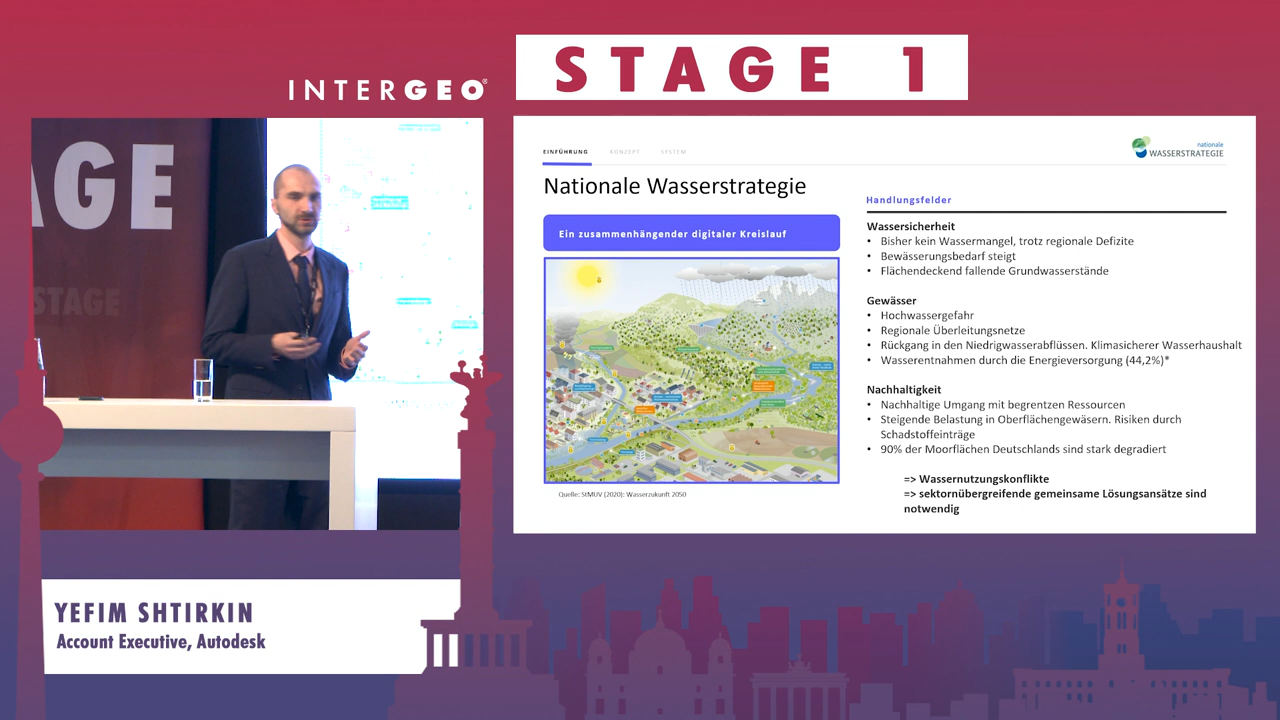 STAGE 1
INTERGEO®
AGE
STAGE
EINFÜHRUNG KONZEPT SYSTEM
nationale
WASSERSTRATEGIE
Nationale Wasserstrategie
Ein zusammenhängender digitaler Kreislauf
Quelle: StMUV (2020): Wasserzukunft 2050
Handlungsfelder
Wassersicherheit
• Bisher kein Wassermangel, trotz regionale Defizite
• Bewässerungsbedarf steigt
• Flächendeckend fallende Grundwasserstände
Gewässer
• Hochwassergefahr
• Regionale Überleitungsnetze
• Rückgang in den Niedrigwasserabflüssen. Klimasicherer Wasserhaushalt
• Wasserentnahmen durch die Energieversorgung (44,2%)*
Nachhaltigkeit
• Nachhaltige Umgang mit begrentzen Ressourcen
• Steigende Belastung in Oberflächengewäsern. Risiken durch
Schadstoffeinträge
• 90% der Moorflächen Deutschlands sind stark degradiert
=> Wassernutzungskonflikte
=> sektornübergreifende gemeinsame Lösungsansätze sind
notwendig
YEFIM SHTIRKIN
Account Executive, Autodesk